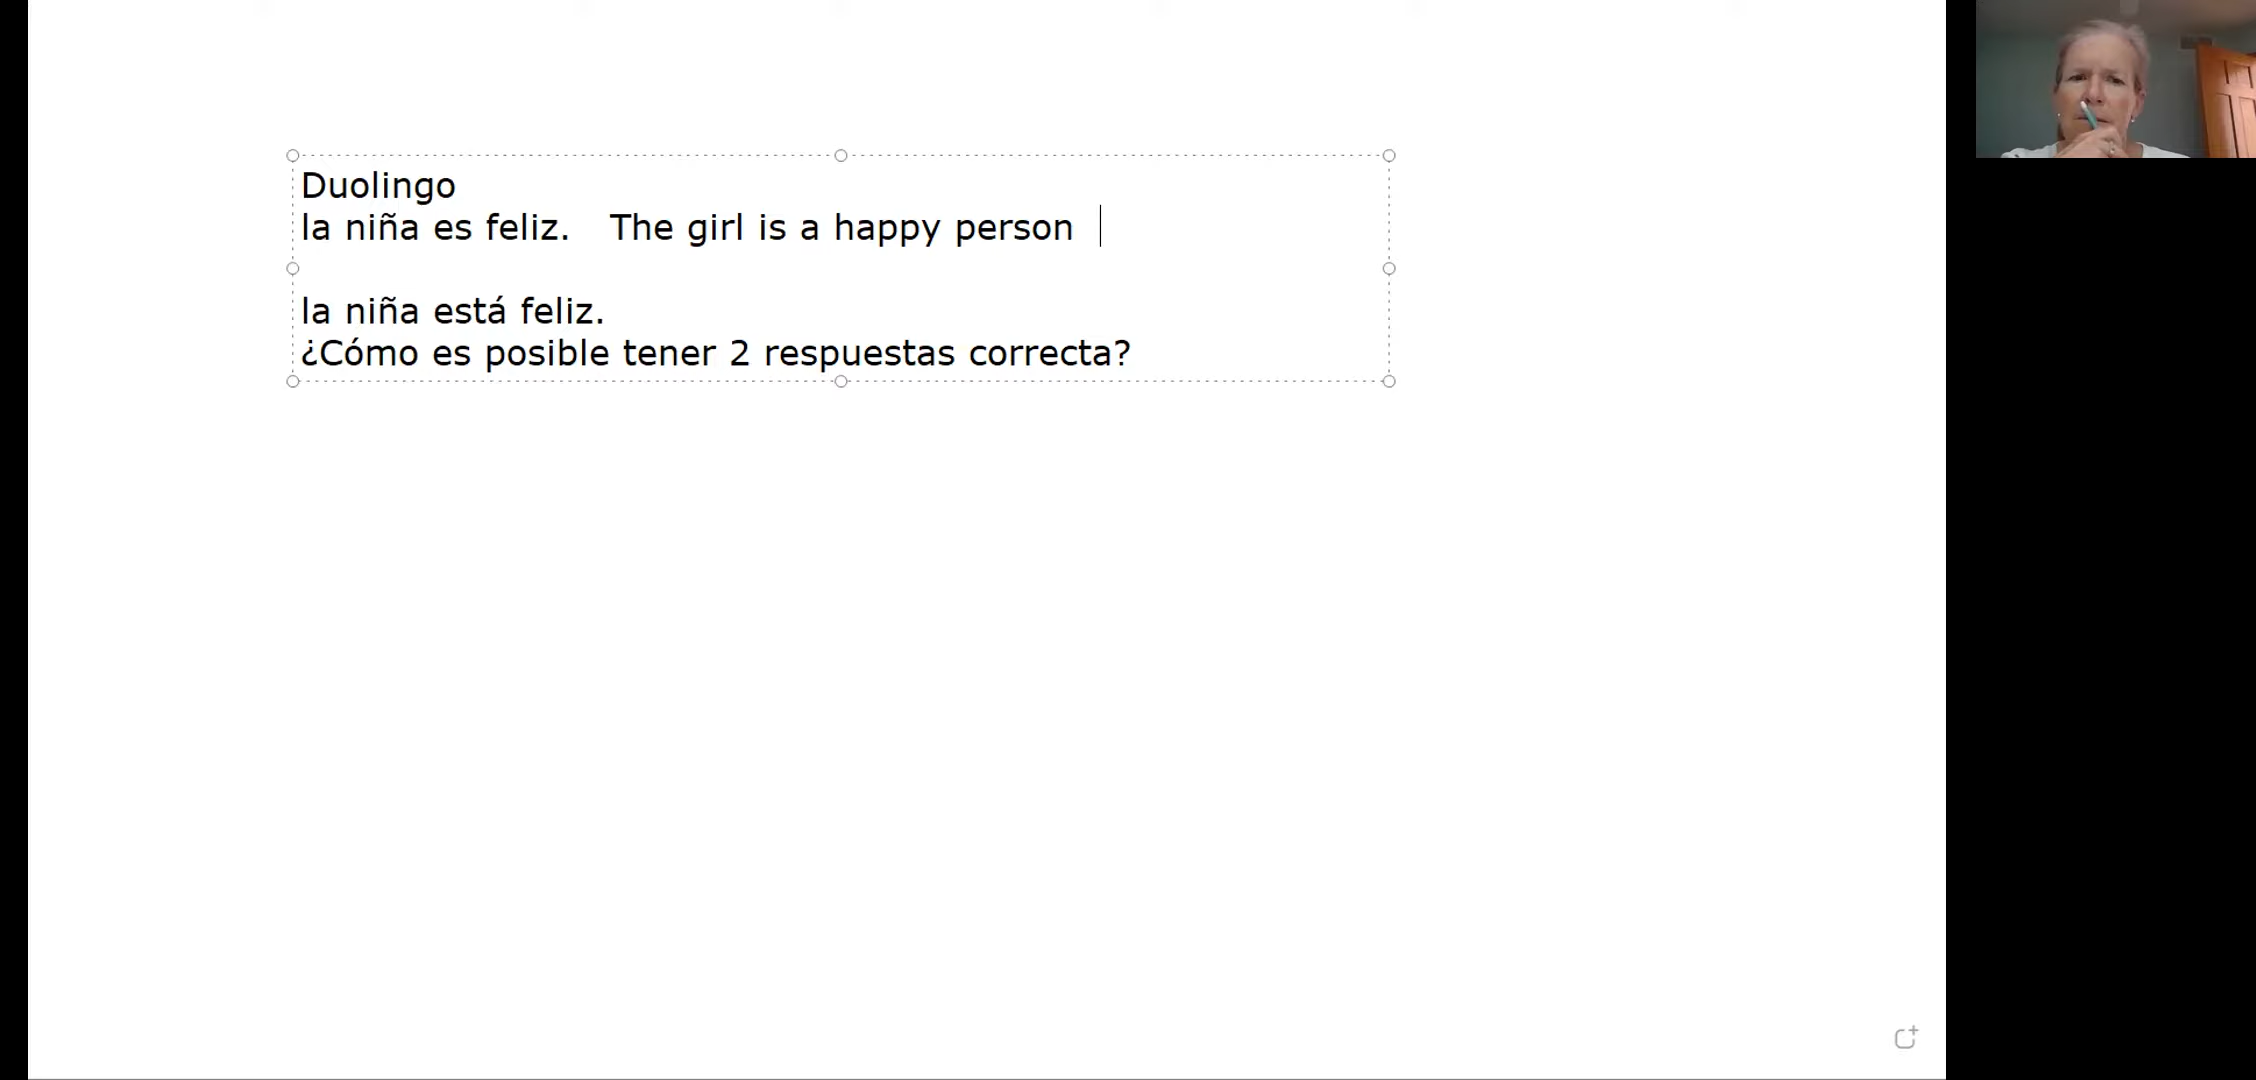 Duolingo
la niña es feliz. The girl is a happy person
la niña está feliz.
¿Cómo es posible tener 2 respuestas correcta?